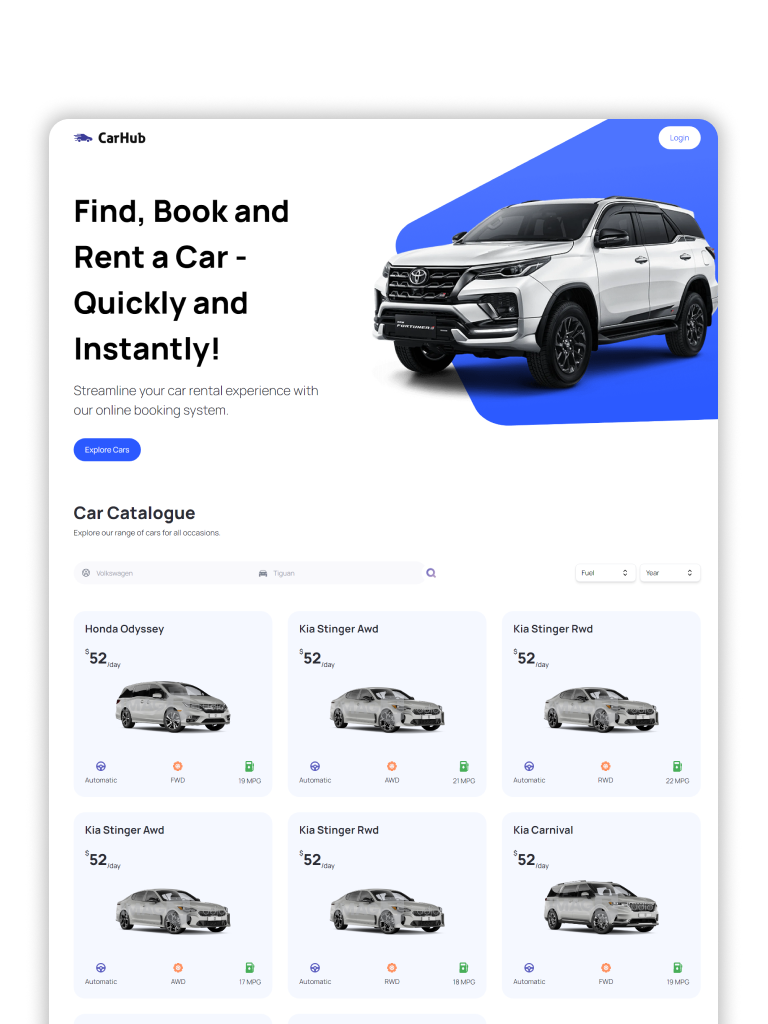 CarHub
Login
Find, Book and
Rent a Car -
Quickly and
Instantly!
FORTUNER
Streamline your car rental experience with
our online booking system.
Explore Cars
Car Catalogue
Explore our range of cars for all occasions.
Volkswagen
Tiguan
Fuel
Year
Honda Odyssey
$52/day
Automatic
FWD
19 MPG
Kia Stinger Awd
$52/day
Automatic
AWD
21 MPG
Kia Stinger Rwd
$52/day
Automatic
RWD
22 MPG
Kia Stinger Awd
$52/day
Automatic
AWD
17 MPG
Kia Stinger Rwd
$52/day
Automatic
RWD
18 MPG
Kia Carnival
$52/day
Automatic
FWD
19 MPG